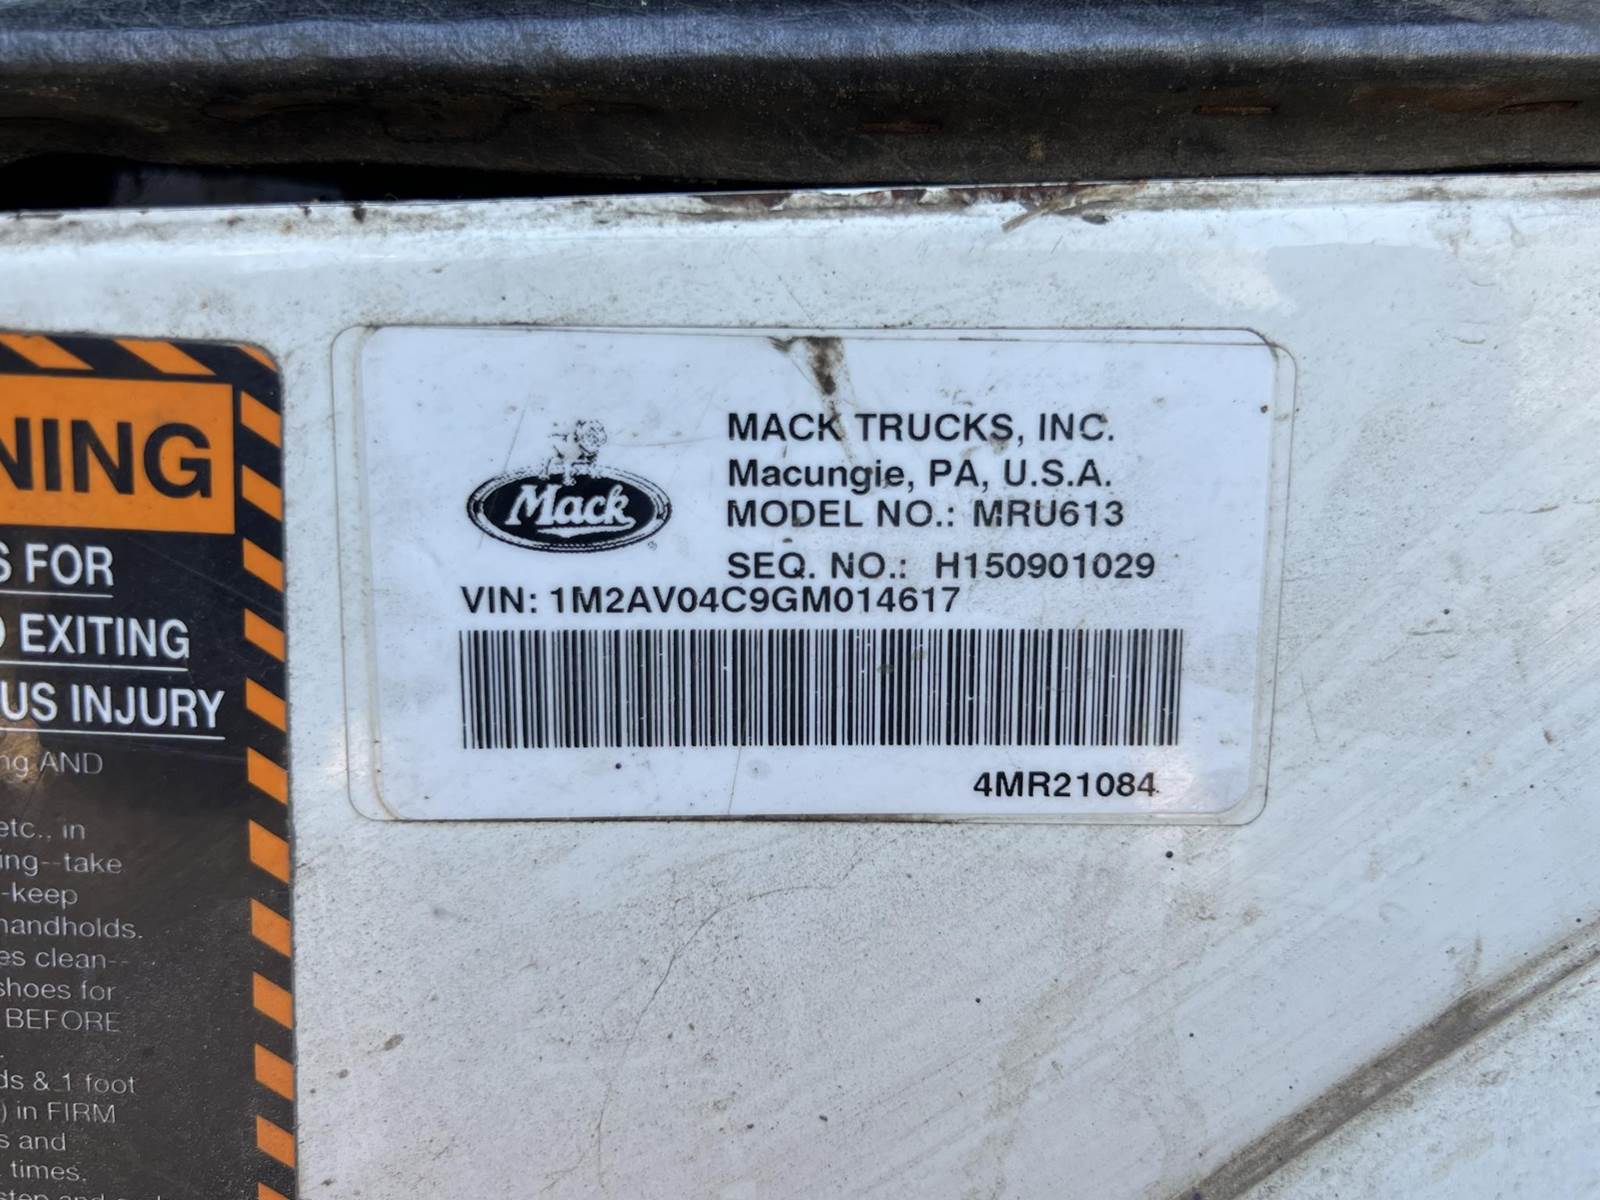 NING
S FOR
EXITING
US INJURY
ng AND
etc., in
ing--take
-keep
handholds.
es clean--
shoes for
BEFORE
ds & 1 foot
) in FIRM
s and
times.
step and
Mack
MACK TRUCKS, INC.
Macungie, PA, U.S.A.
MODEL NO.: MRU613
SEQ. NO.: H150901029
VIN: 1M2AV04C9GM014617
4MR21084